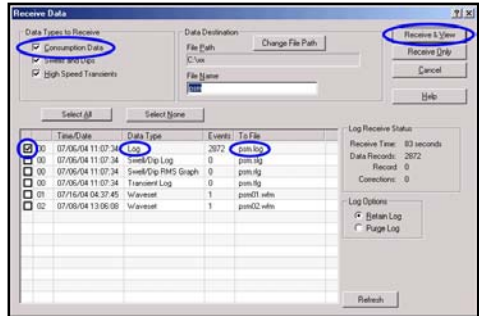 Receive Data
Data Types to Receive
Consumption Data
Swells and Dips
High Speed Transients
Data Destination
File Path
Change File Path
C:\xx
File Name
psm
Receive & View
Receive Only
Cancel
Help
Select All
Select None
Time/Date Data Type Events To File
00 07/06/04 11:07:34 Log 2872 psm.log
00 07/06/04 11:07:34 Swell/Dip Log 0 psm.slg
00 07/06/04 11:07:34 Swell/Dip RMS Graph 0 psm.rlg
00 07/06/04 11:07:34 Transient Log 0 psm.tlg
01 07/16/04 04:37:45 Waveset 1 psm01.wfm
02 07/08/04 13:06:08 Waveset 1 psm02.wfm
Log Receive Status
Receive Time: 83 seconds
Data Records: 2872
Record 0
Corrections: 0
Log Options
Retain Log
Purge Log
Refresh